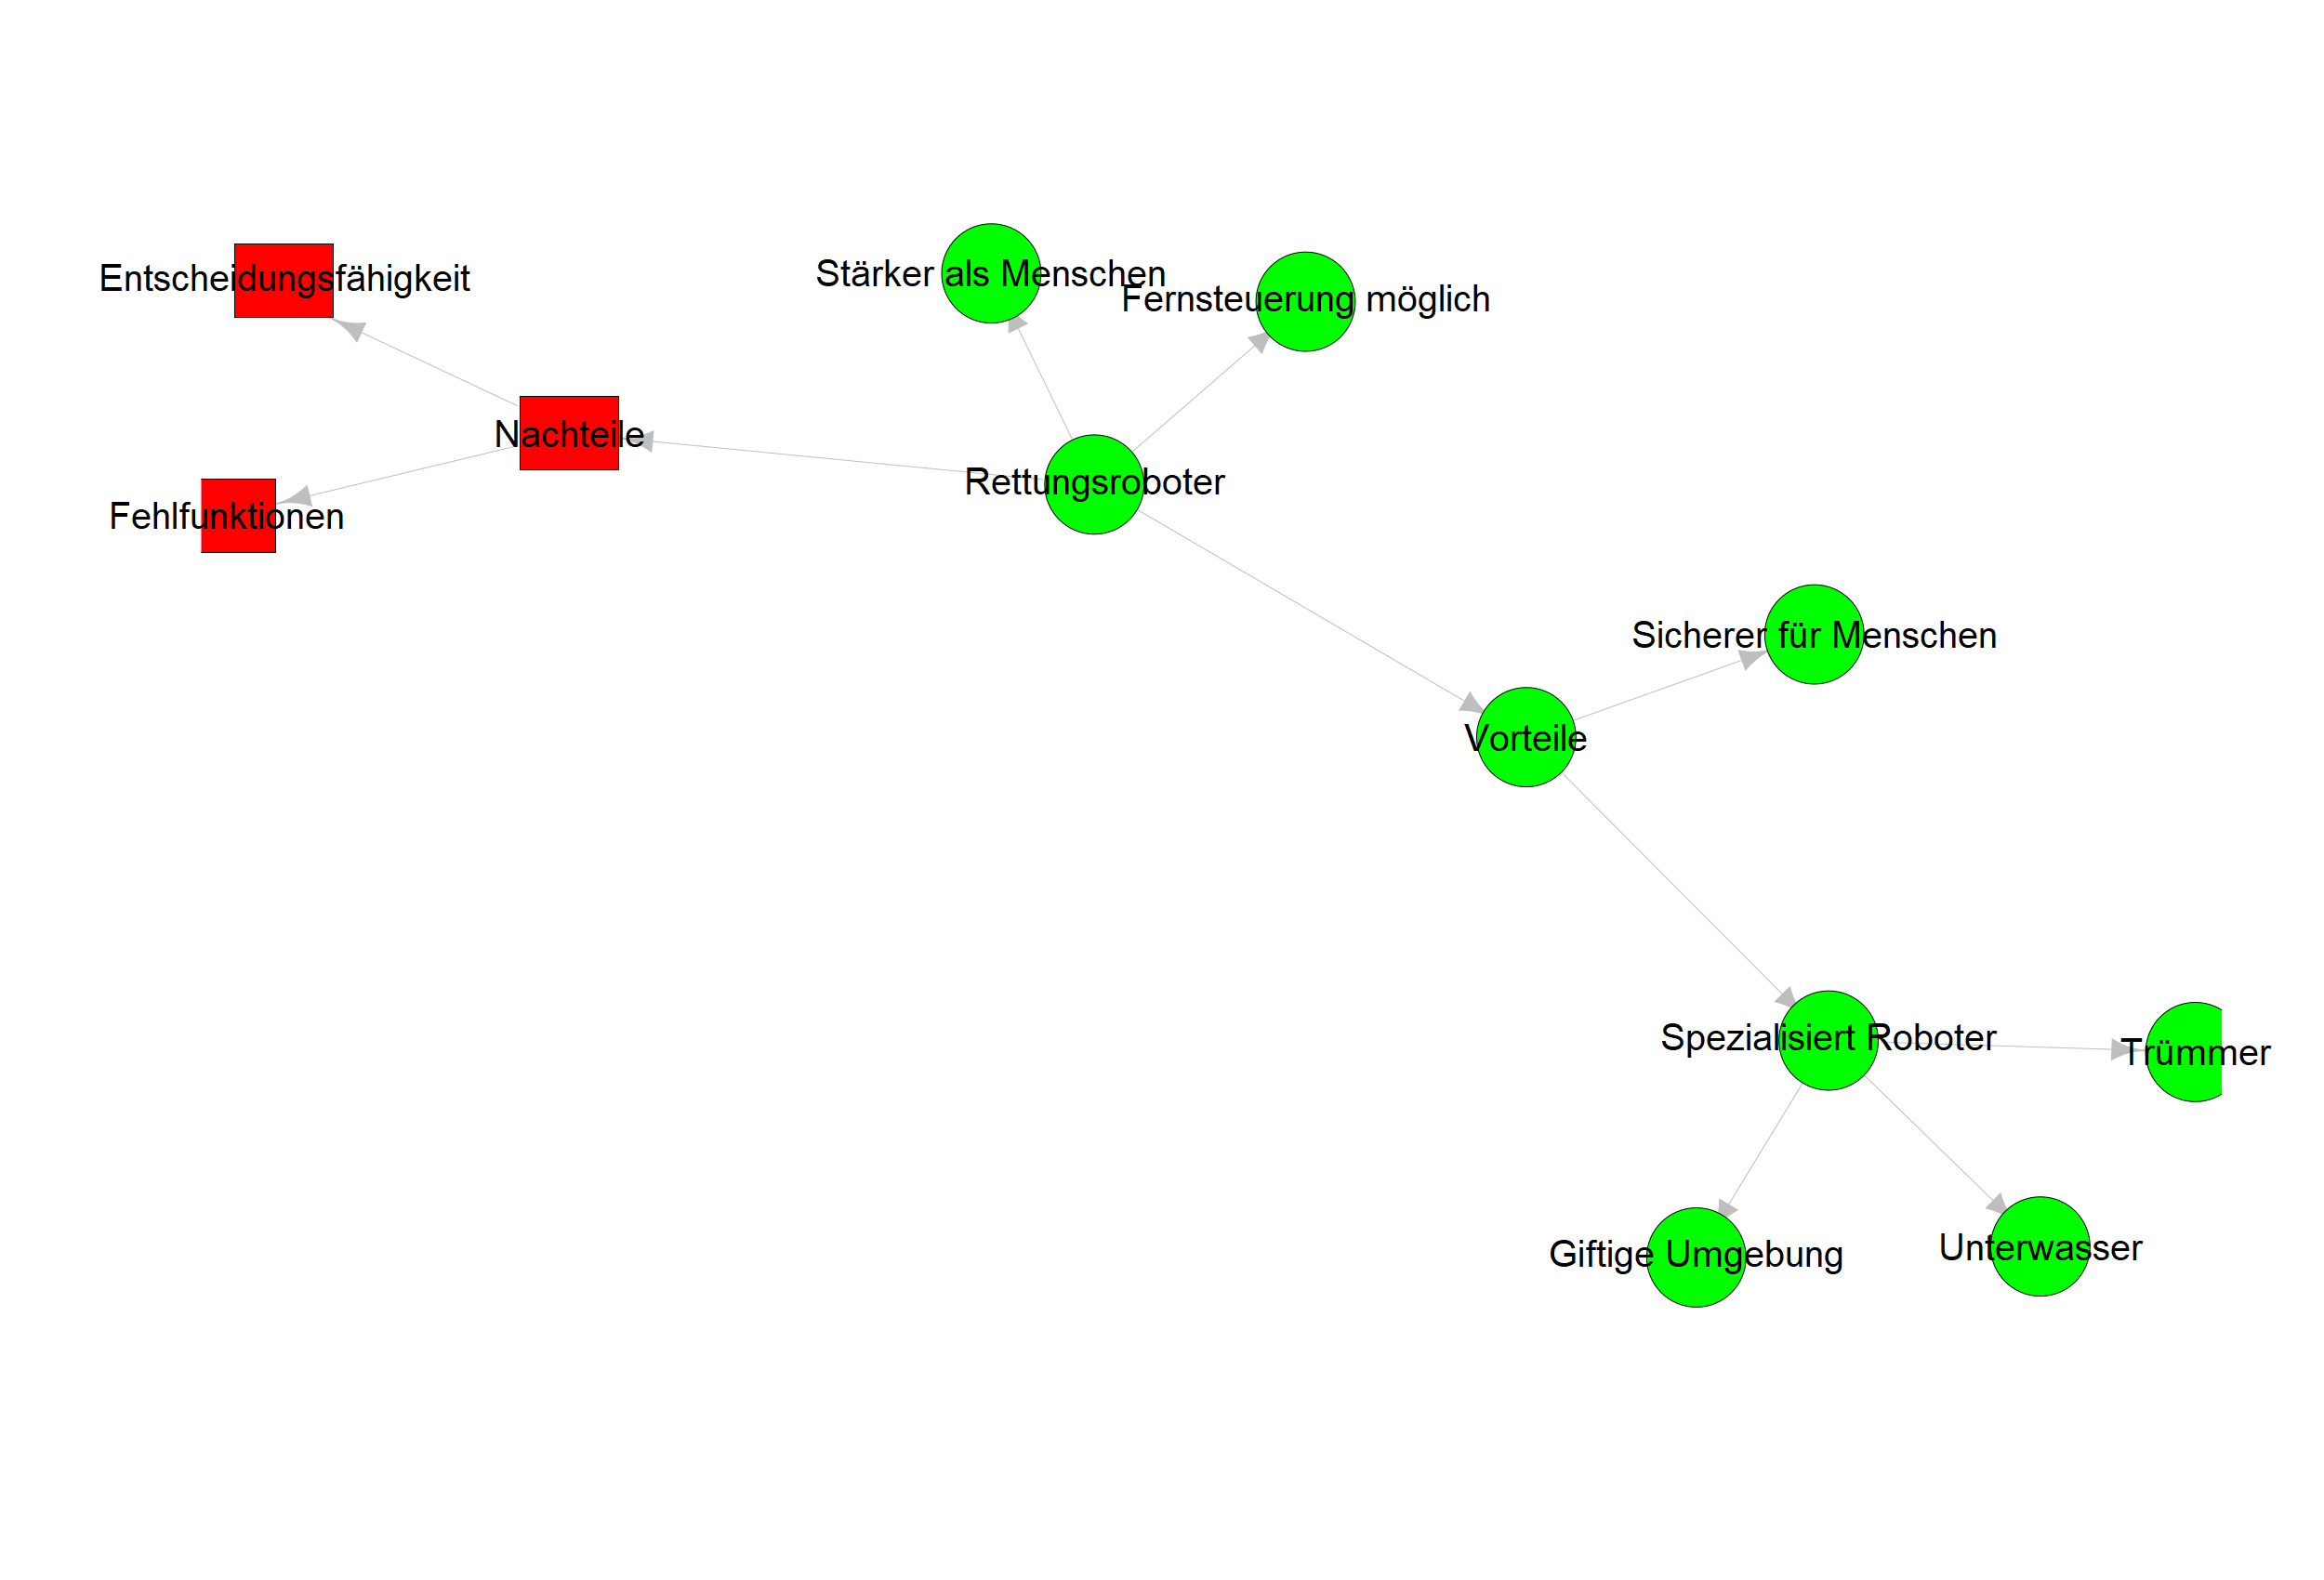 Stärker als Menschen
Entscheidungsfähigkeit
Fernsteuerung möglich
Nachteile
Rettungsroboter
Fehlfunktionen
Sicherer für Menschen
Vorteile
Spezialisiert Roboter
Trümmer
Unterwasser
Giftige Umgebung